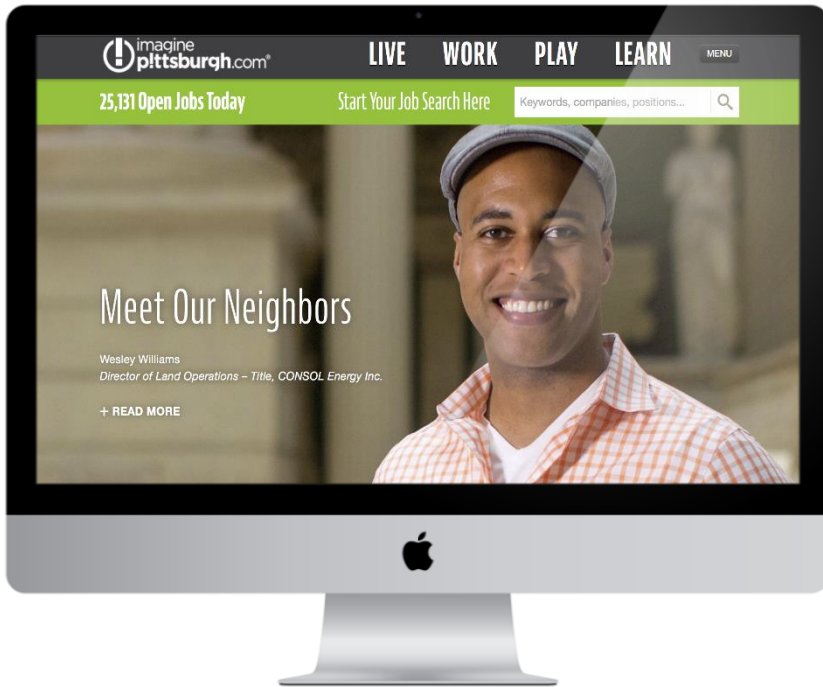 imagine
p!ttsburgh.com®
LIVE WORK PLAY LEARN MENU
25,131 Open Jobs Today Start Your Job Search Here Keywords, companies, positions...
Meet Our Neighbors
Wesley Williams
Director of Land Operations – Title, CONSOL Energy Inc.
+ READ MORE